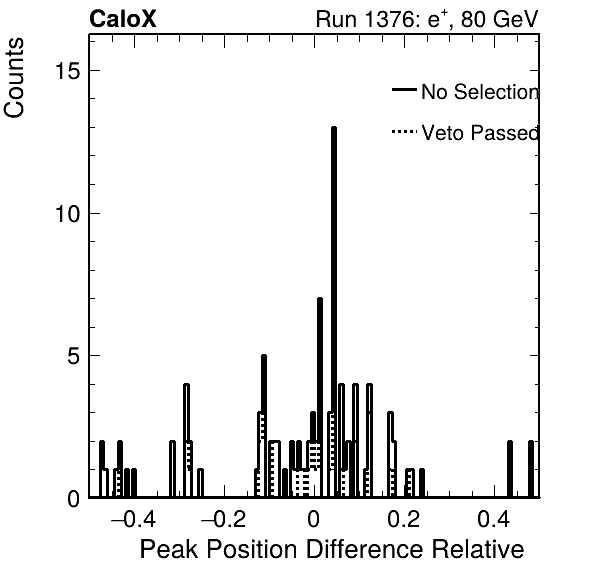 CaloX Run 1376: e+, 80 GeV
Counts
15
No Selection
Veto Passed
10
5
0
−0.4 −0.2 0 0.2 0.4
Peak Position Difference Relative